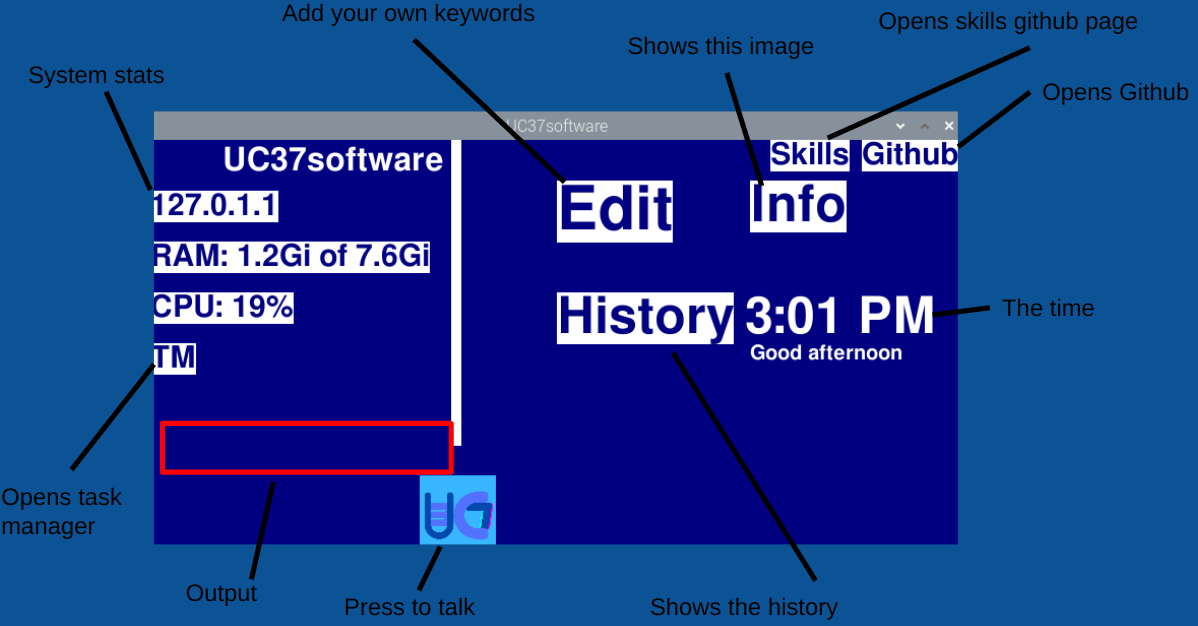 Add your own keywords
Opens skills github page
Shows this image
System stats
Opens Github
UC37software
Skills Github
UC37software
Edit Info
127.0.1.1
RAM: 1.2Gi of 7.6Gi
CPU: 19%
History 3:01 PM
The time
Good afternoon
TM
Opens task
manager
UC7
Output
Press to talk
Shows the history